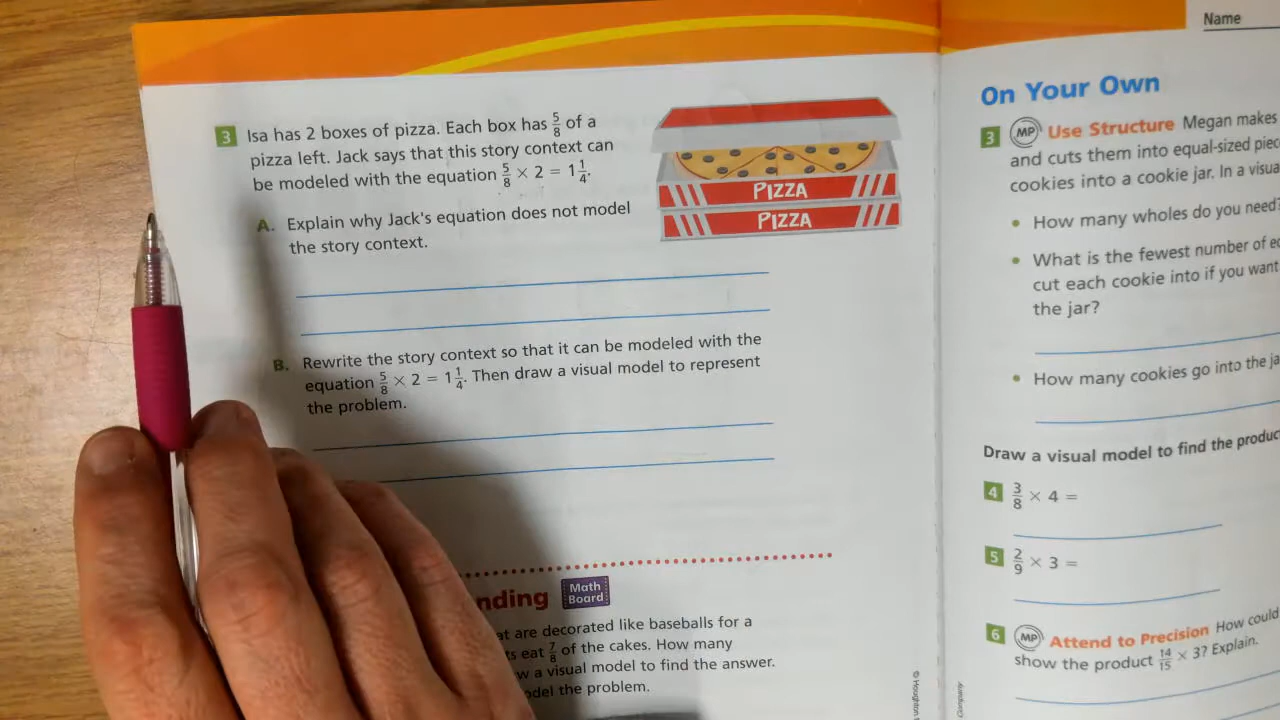 3 Isa has 2 boxes of pizza. Each box has 5/8 of a
pizza left. Jack says that this story context can
be modeled with the equation 5/8 × 2 = 1 1/4.
A. Explain why Jack's equation does not model
the story context.
PIZZA
PIZZA
B. Rewrite the story context so that it can be modeled with the
equation 5/8 × 2 = 1 1/4. Then draw a visual model to represent
the problem.
Math
Board
are decorated like baseballs for a
eat 7/8 of the cakes. How many
a visual model to find the answer.
the problem.
© Houghton
Name
On Your Own
3 MP Use Structure Megan makes
and cuts them into equal-sized
cookies into a cookie jar. In a
• How many wholes do you need?
• What is the fewest number of
cut each cookie into if you want
the jar?
• How many cookies go into the
Draw a visual model to find the
4 3/8 × 4 =
5 2/9 × 3 =
6 MP Attend to Precision How could
show the product 14/15 × 3? Explain.
Company